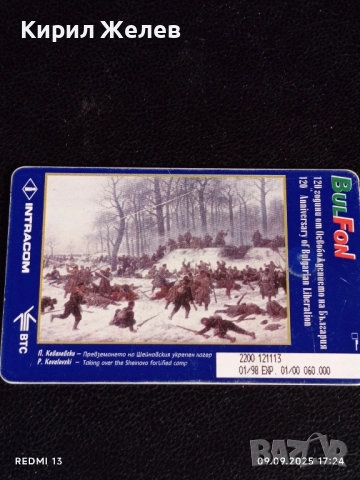 Кирил Желев
BULFON
120 години от Освобождението на България
120th Anniversary of Bulgarian Liberation
INTRACOM
BTC
П. Ковалевски – Превземането на Шейновския укрепен лагер
P. Kovalevski – Taking over the Sheinovo fortified camp
2200 121113
01/98 EXP. 01/00 060.000
REDMI 13
09.09.2025 17:24
bazar